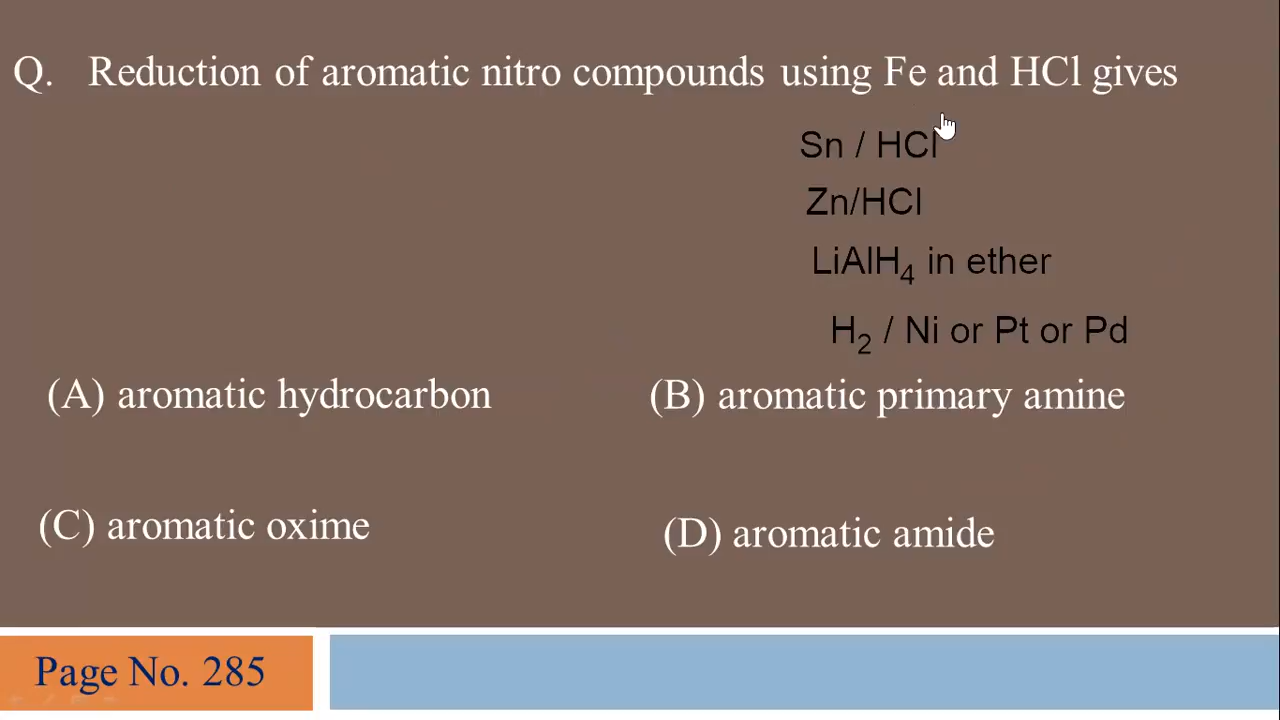 Q. Reduction of aromatic nitro compounds using Fe and HCl gives
Sn / HCl
Zn/HCl
LiAlH₄ in ether
H₂ / Ni or Pt or Pd
(A) aromatic hydrocarbon (B) aromatic primary amine
(C) aromatic oxime (D) aromatic amide
Page No. 285